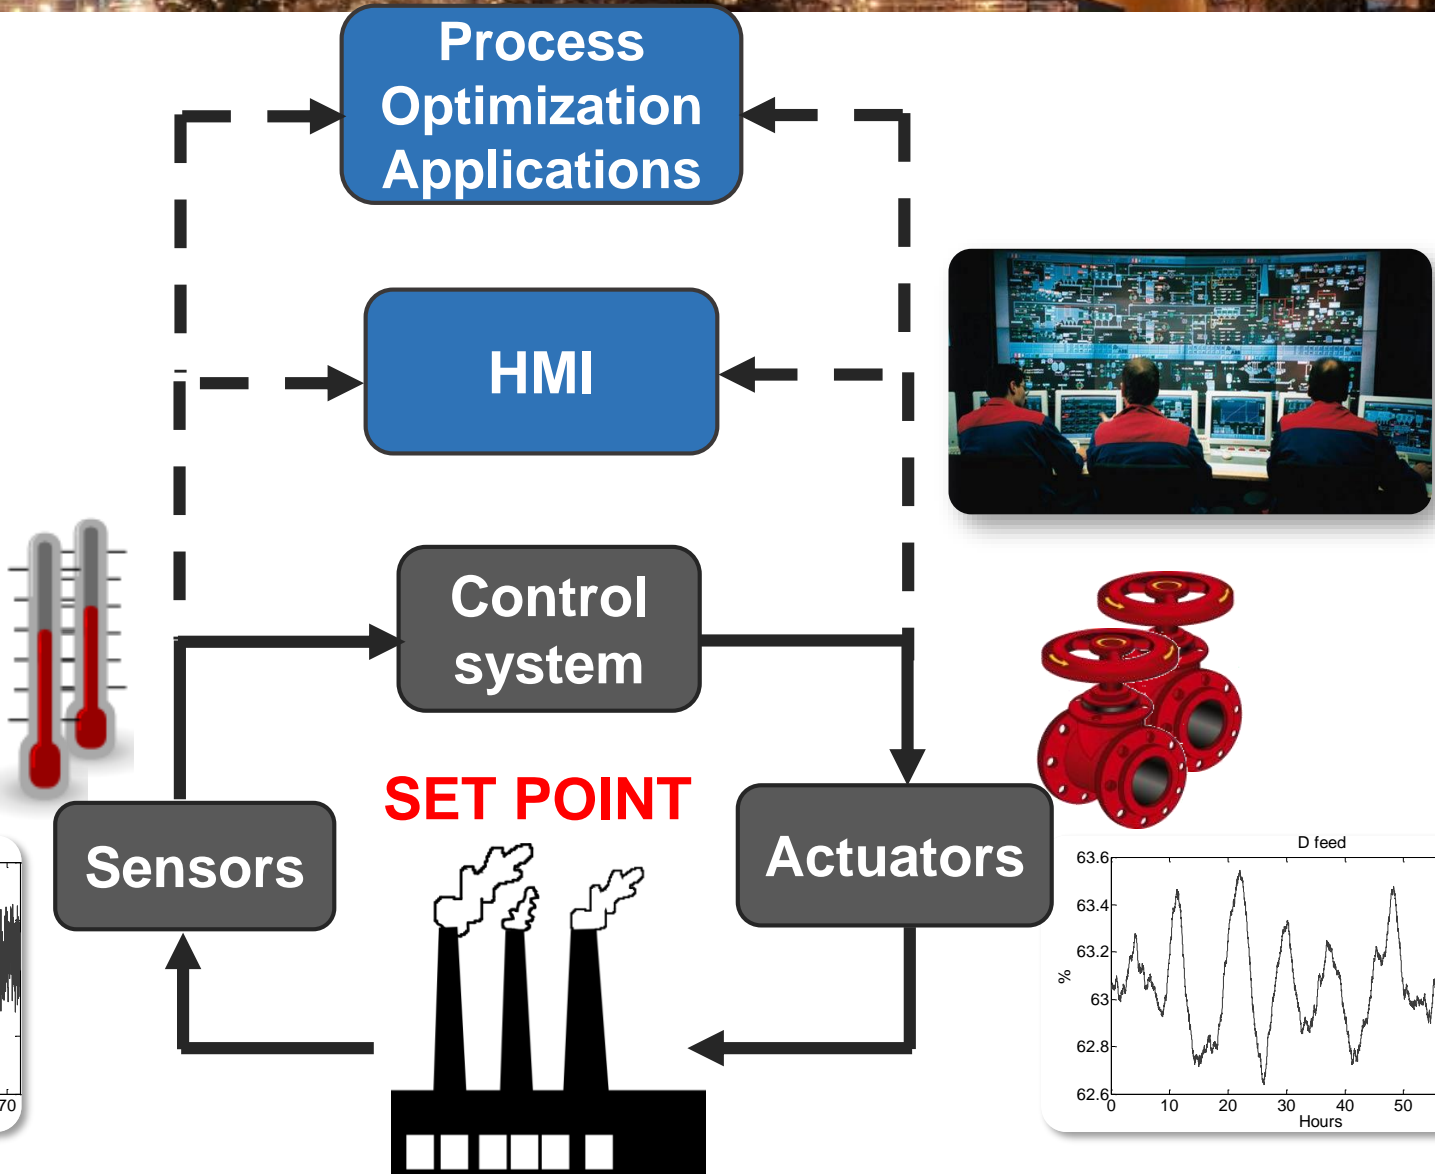 Process
Optimization
Applications
HMI
Control
system
SET POINT
Sensors
Actuators
70
D feed
63.6
63.4
63.2
63
62.8
62.6
%
0 10 20 30 40 50
Hours